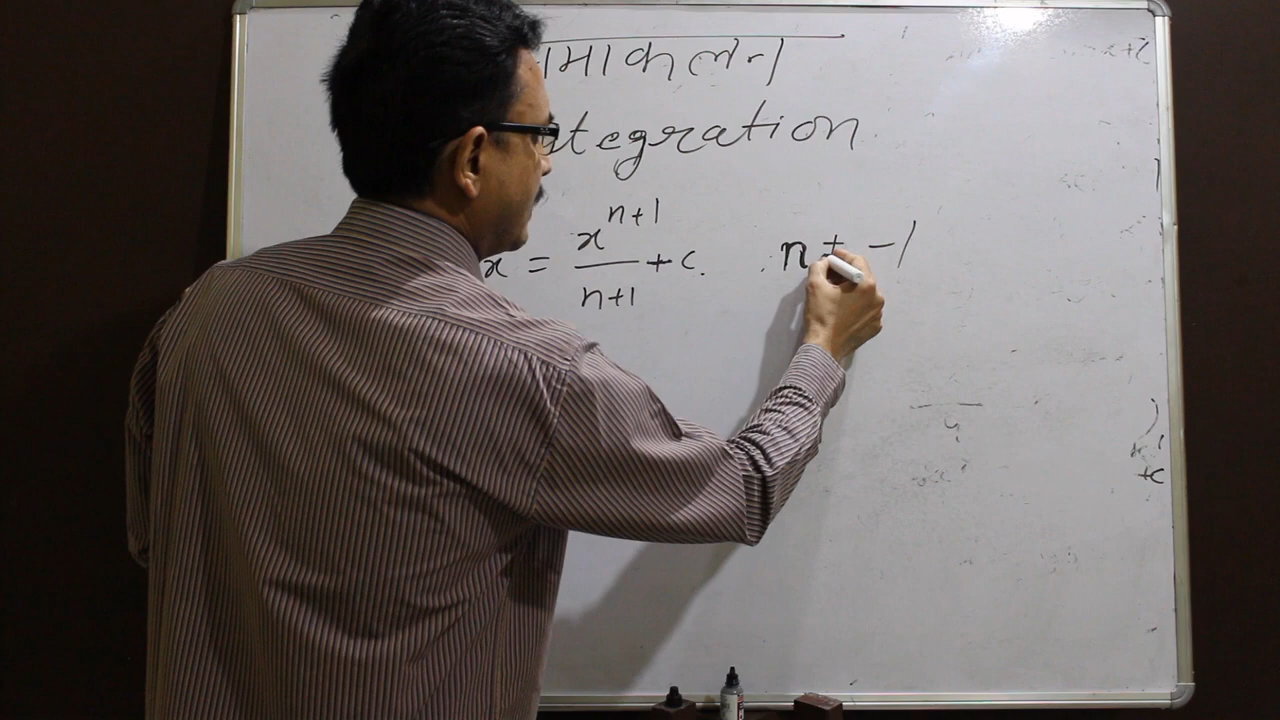 माकलन
tegration
x = x^{n+1}/n+1 + c. n ≠ -1
+c